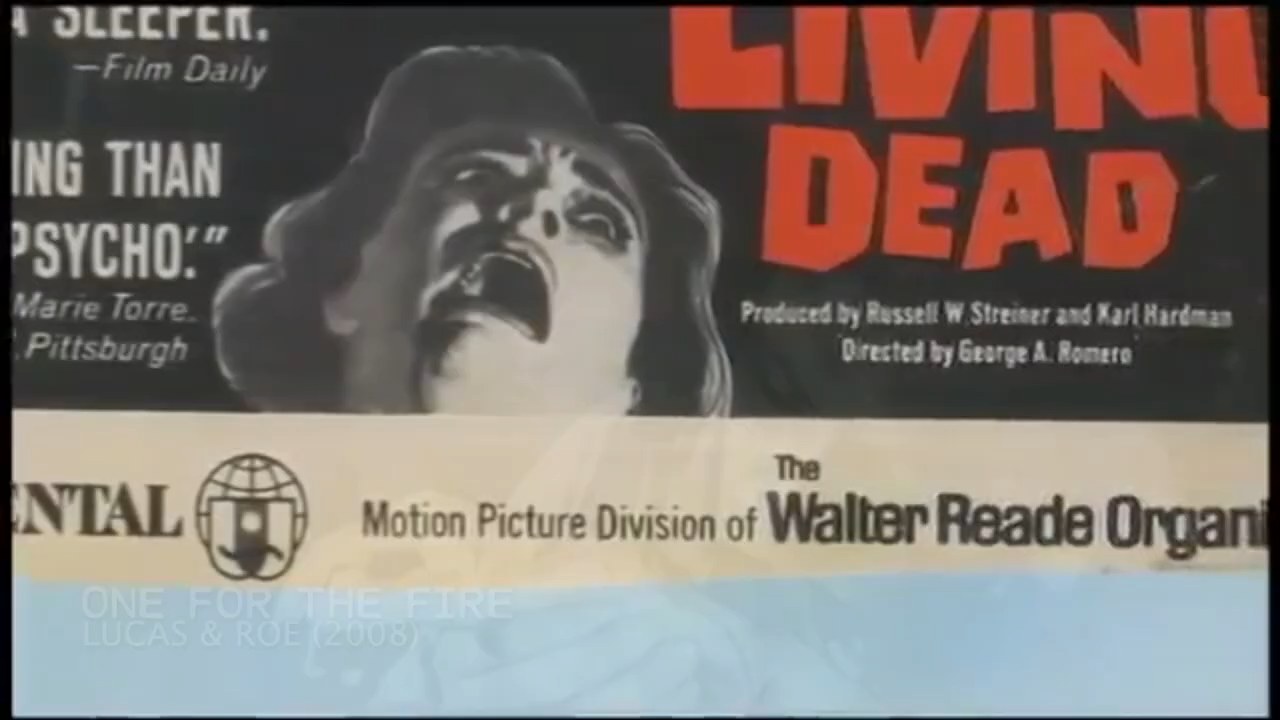 A SLEEPER.
—Film Daily
ING THAN
PSYCHO.'"
Marie Torre.
, Pittsburgh
LIVING
DEAD
Produced by Russell W. Streiner and Karl Hardman
Directed by George A. Romero
ENTAL
Motion Picture Division of The Walter Reade Organi
ONE FOR THE FIRE
LUCAS & ROE (2008)